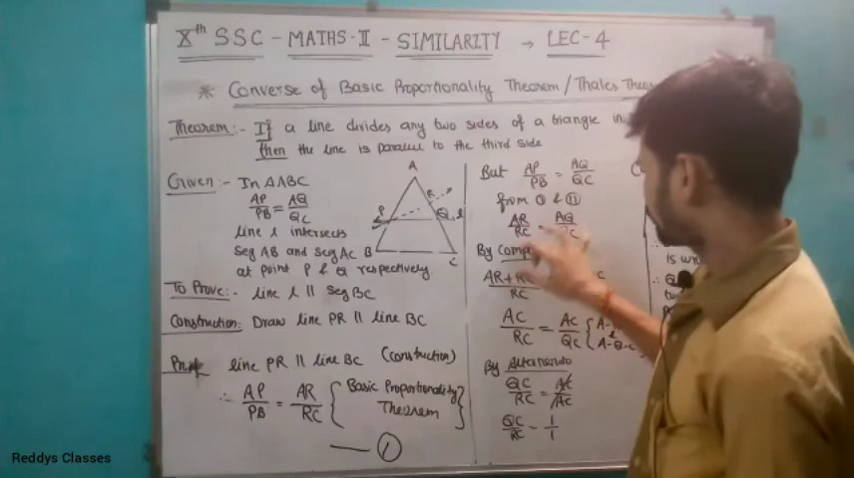 Xth SSC - MATHS-II - SIMILARITY → LEC-4
* Converse of Basic Proportionality Theorem / Thales Theo
Theorem:- If a line divides any two sides of a triangle in
then the line is parallel to the third side
Given:- In ΔABC
AP/PB = AQ/QC
line l intersects
seg AB and seg AC
at point P & Q respectively.
A
R
P
Q
l
B
C
To Prove:- line l || seg BC
Construction: Draw line PR || line BC
Proof line PR || line BC (construction)
∴ AP/PB = AR/RC { Basic Proportionality Theorem }
— ①
But AP/PB = AQ/QC
from ① & ②
AR/RC = AQ/QC
By Comp
AR+RC/RC
C
AC/RC = AC/QC { A-
A-Q-C
By Alternendo
QC/RC = AC/AC
QC/RC = 1/1
∴
is
∴